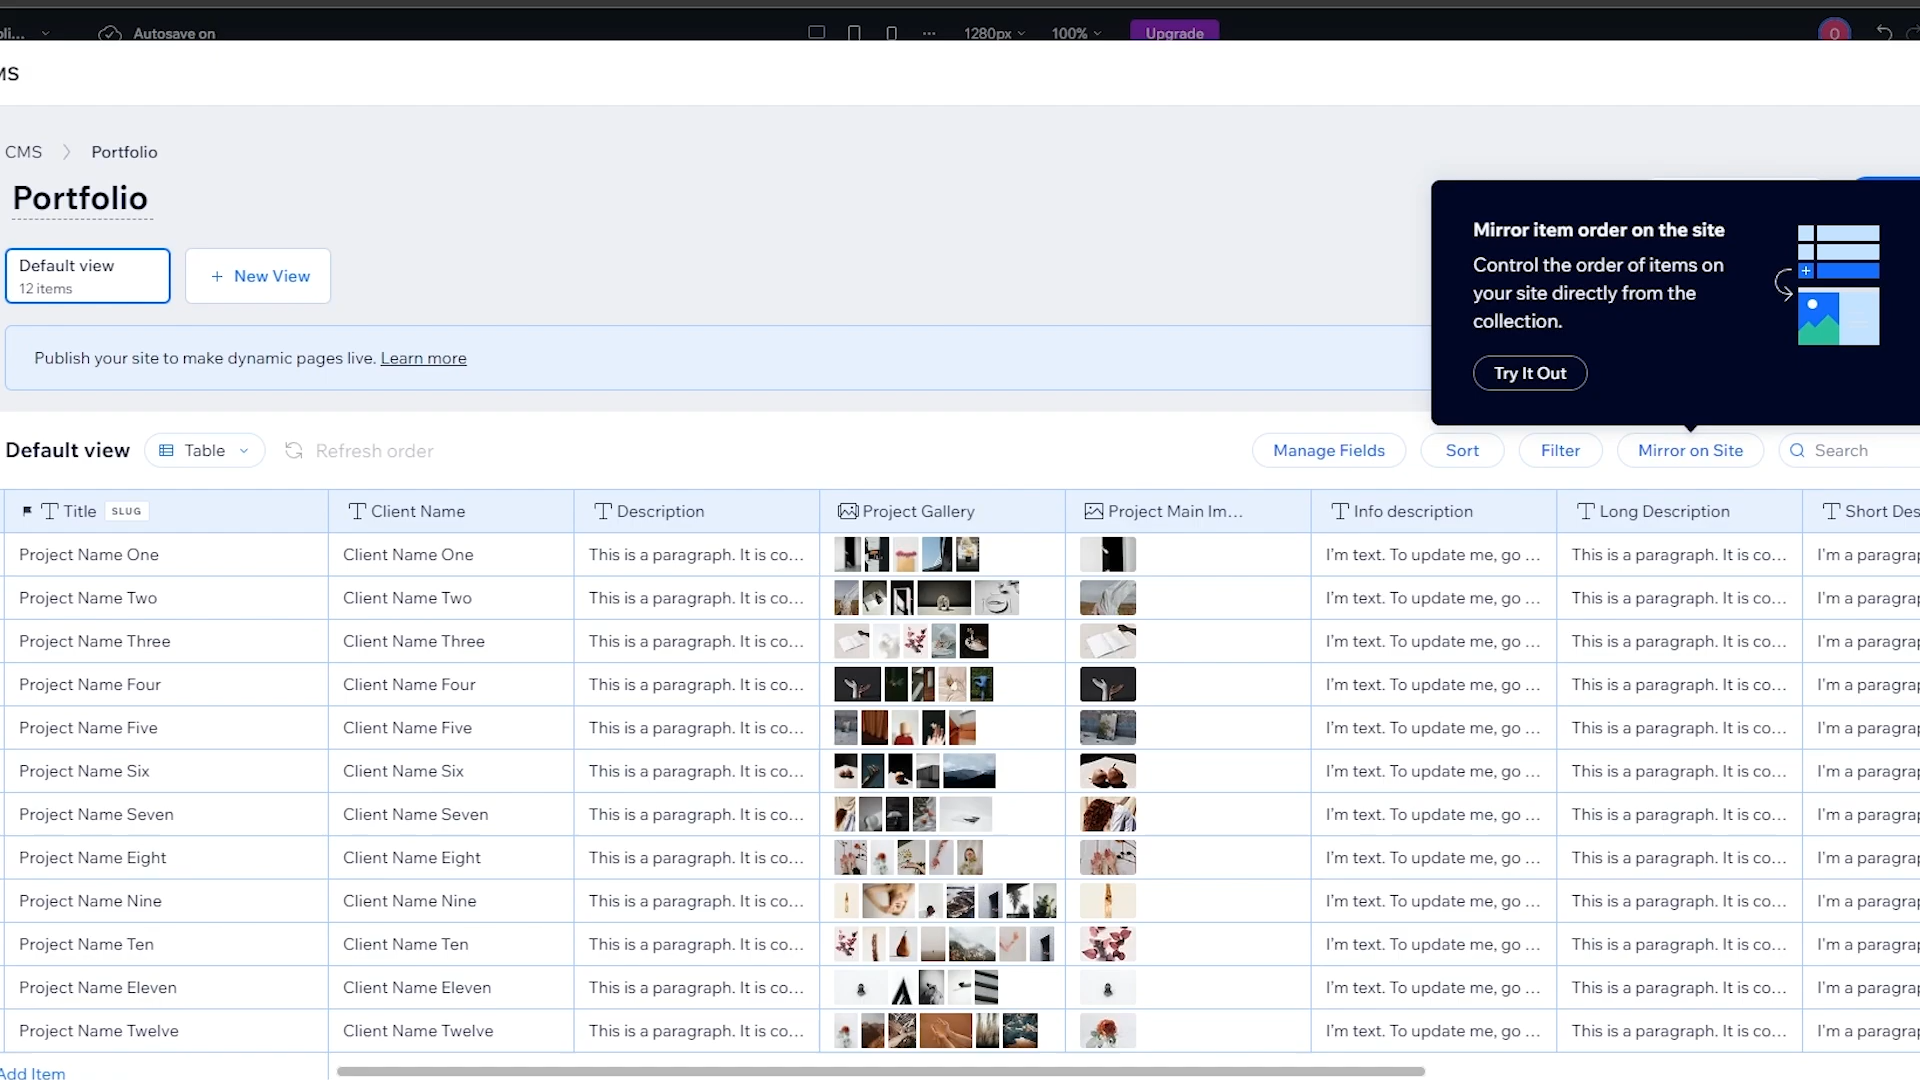 oli...
Autosave on
1280px
100%
Upgrade
O
MS
CMS
Portfolio
Portfolio
Default view
12 items
+ New View
Publish your site to make dynamic pages live. Learn more
Mirror item order on the site
Control the order of items on
your site directly from the
collection.
Try It Out
Default view
Table
Refresh order
Manage Fields
Sort
Filter
Mirror on Site
Search
Title SLUG Client Name Description Project Gallery Project Main Im... Info description Long Description Short Des
Project Name One Client Name One This is a paragraph. It is co... I'm text. To update me, go ... This is a paragraph. It is co... I'm a paragrap
Project Name Two Client Name Two This is a paragraph. It is co... I'm text. To update me, go ... This is a paragraph. It is co... I'm a paragrap
Project Name Three Client Name Three This is a paragraph. It is co... I'm text. To update me, go ... This is a paragraph. It is co... I'm a paragrap
Project Name Four Client Name Four This is a paragraph. It is co... I'm text. To update me, go ... This is a paragraph. It is co... I'm a paragrap
Project Name Five Client Name Five This is a paragraph. It is co... I'm text. To update me, go ... This is a paragraph. It is co... I'm a paragrap
Project Name Six Client Name Six This is a paragraph. It is co... I'm text. To update me, go ... This is a paragraph. It is co... I'm a paragrap
Project Name Seven Client Name Seven This is a paragraph. It is co... I'm text. To update me, go ... This is a paragraph. It is co... I'm a paragrap
Project Name Eight Client Name Eight This is a paragraph. It is co... I'm text. To update me, go ... This is a paragraph. It is co... I'm a paragrap
Project Name Nine Client Name Nine This is a paragraph. It is co... I'm text. To update me, go ... This is a paragraph. It is co... I'm a paragrap
Project Name Ten Client Name Ten This is a paragraph. It is co... I'm text. To update me, go ... This is a paragraph. It is co... I'm a paragrap
Project Name Eleven Client Name Eleven This is a paragraph. It is co... I'm text. To update me, go ... This is a paragraph. It is co... I'm a paragrap
Project Name Twelve Client Name Twelve This is a paragraph. It is co... I'm text. To update me, go ... This is a paragraph. It is co... I'm a paragrap
Add Item